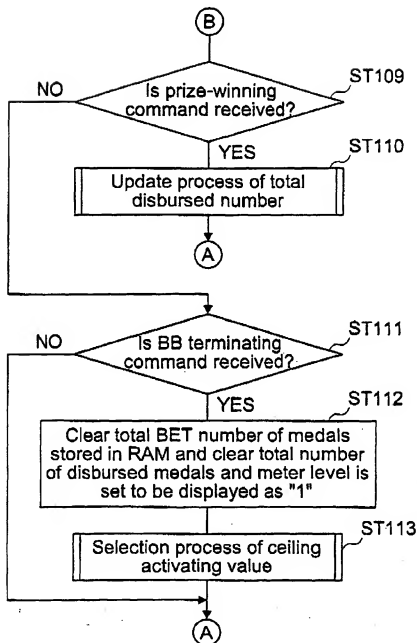 B
ST109
NO
Is prize-winning
command received?
YES
ST110
Update process of total
disbursed number
A
ST111
NO
Is BB terminating
command received?
YES
ST112
Clear total BET number of medals
stored in RAM and clear total number
of disbursed medals and meter level is
set to be displayed as "1"
ST113
Selection process of ceiling
activating value
A